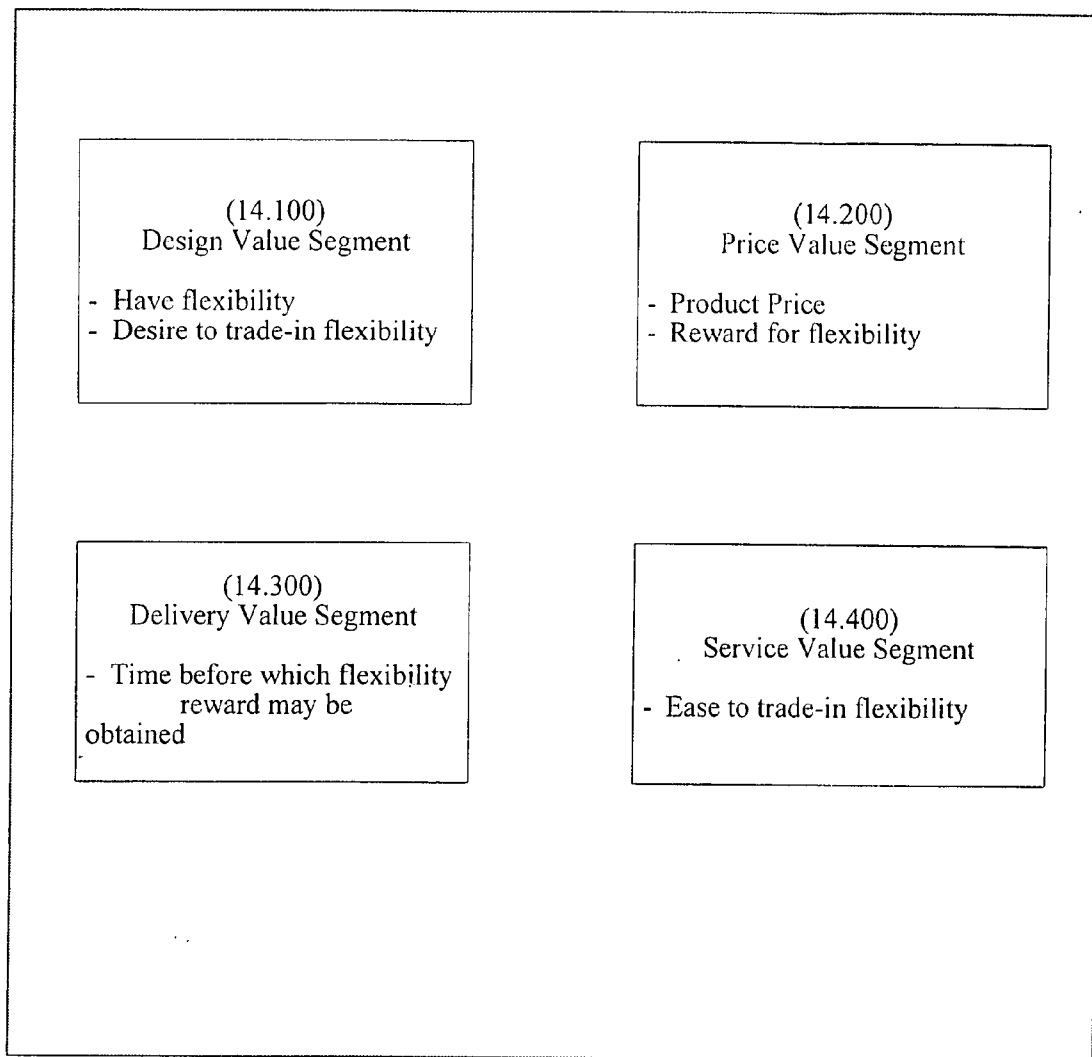 (14.100)
Design Value Segment
- Have flexibility
- Desire to trade-in flexibility
(14.200)
Price Value Segment
- Product Price
- Reward for flexibility
(14.300)
Delivery Value Segment
- Time before which flexibility
reward may be
obtained
(14.400)
Service Value Segment
- Ease to trade-in flexibility